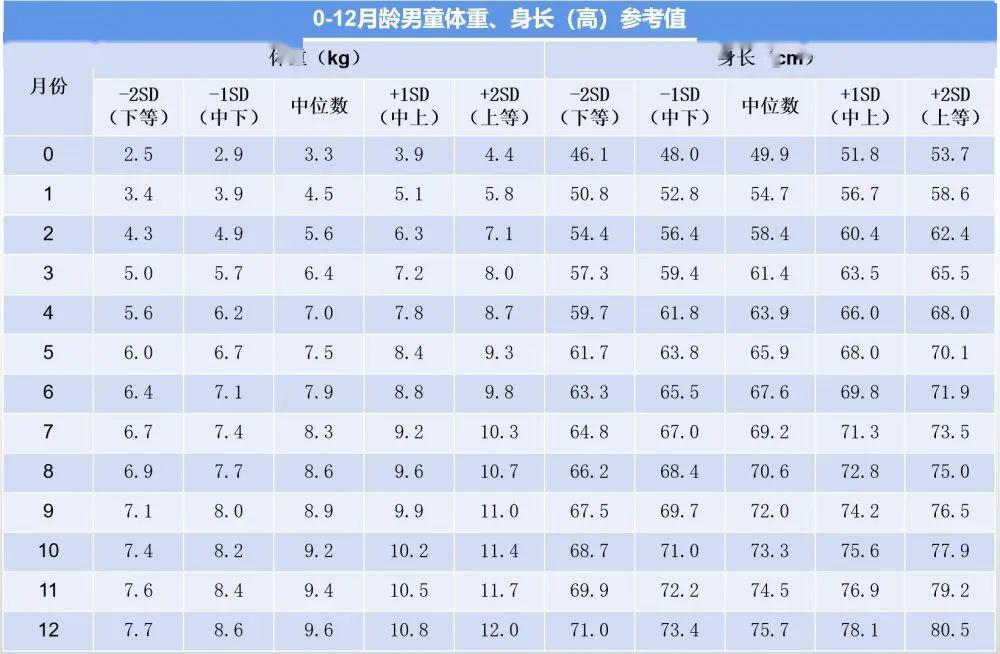 0-12月龄男童体重、身长（高）参考值
月份 体重（kg） 身长（cm）
-2SD（下等） -1SD（中下） 中位数 +1SD（中上） +2SD（上等） -2SD（下等） -1SD（中下） 中位数 +1SD（中上） +2SD（上等）
0 2.5 2.9 3.3 3.9 4.4 46.1 48.0 49.9 51.8 53.7
1 3.4 3.9 4.5 5.1 5.8 50.8 52.8 54.7 56.7 58.6
2 4.3 4.9 5.6 6.3 7.1 54.4 56.4 58.4 60.4 62.4
3 5.0 5.7 6.4 7.2 8.0 57.3 59.4 61.4 63.5 65.5
4 5.6 6.2 7.0 7.8 8.7 59.7 61.8 63.9 66.0 68.0
5 6.0 6.7 7.5 8.4 9.3 61.7 63.8 65.9 68.0 70.1
6 6.4 7.1 7.9 8.8 9.8 63.3 65.5 67.6 69.8 71.9
7 6.7 7.4 8.3 9.2 10.3 64.8 67.0 69.2 71.3 73.5
8 6.9 7.7 8.6 9.6 10.7 66.2 68.4 70.6 72.8 75.0
9 7.1 8.0 8.9 9.9 11.0 67.5 69.7 72.0 74.2 76.5
10 7.4 8.2 9.2 10.2 11.4 68.7 71.0 73.3 75.6 77.9
11 7.6 8.4 9.4 10.5 11.7 69.9 72.2 74.5 76.9 79.2
12 7.7 8.6 9.6 10.8 12.0 71.0 73.4 75.7 78.1 80.5